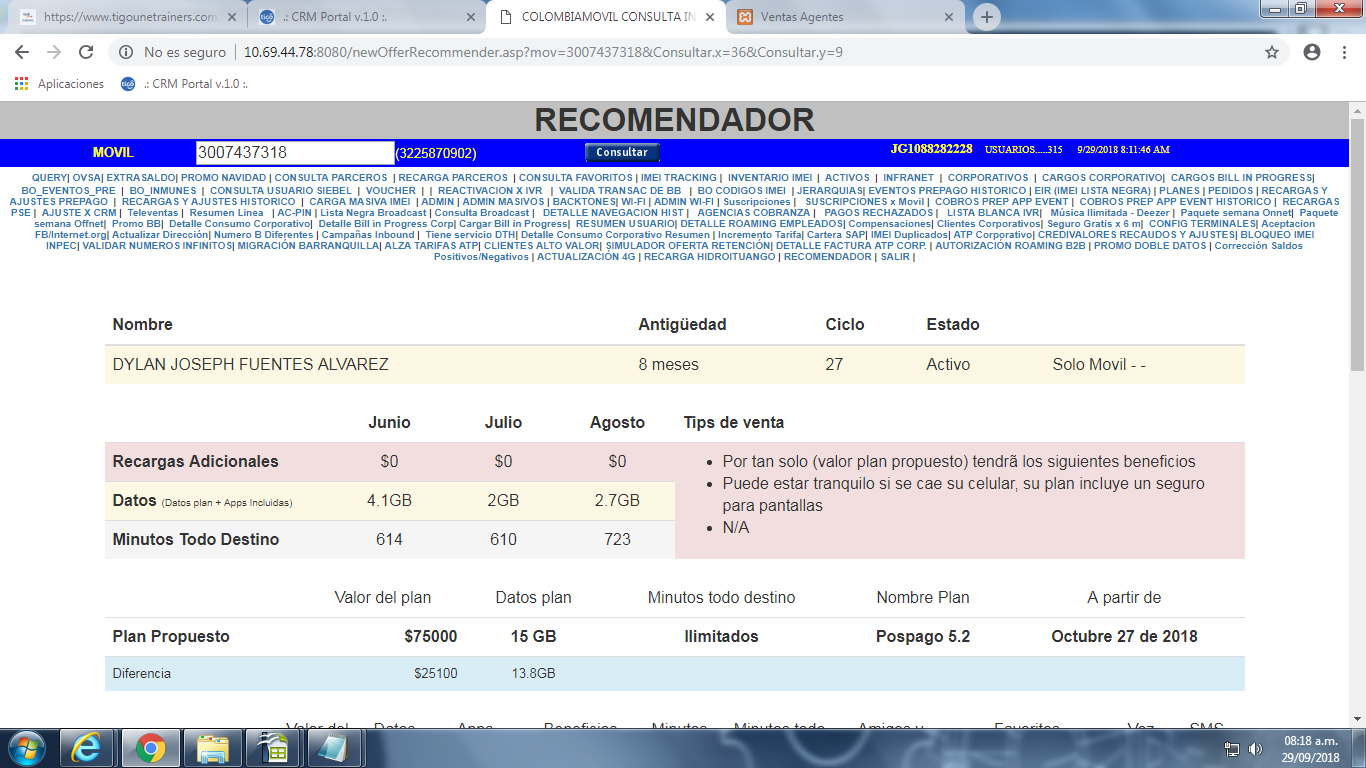 https://www.tigounetrainers.com
.: CRM Portal v.1.0 :.
COLOMBIAMOVIL CONSULTA IN
Ventas Agentes
No es seguro
10.69.44.78:8080/newOfferRecommender.asp?mov=3007437318&Consultar.x=36&Consultar.y=9
Aplicaciones
.: CRM Portal v.1.0 :.
RECOMENDADOR
MOVIL 3007437318 (3225870902) Consultar JG1088282228 USUARIOS.....315 9/29/2018 8:11:46 AM
QUERY| OVSA| EXTRASALDO| PROMO NAVIDAD | CONSULTA PARCEROS | RECARGA PARCEROS | CONSULTA FAVORITOS | IMEI TRACKING | INVENTARIO IMEI | ACTIVOS | INFRANET | CORPORATIVOS | CARGOS CORPORATIVO| CARGOS BILL IN PROGRESS|
BO_EVENTOS_PRE | BO_INMUNES | CONSULTA USUARIO SIEBEL | VOUCHER | | REACTIVACION X IVR | VALIDA TRANSAC DE BB | BO CODIGOS IMEI | JERARQUIAS| EVENTOS PREPAGO HISTORICO | EIR (IMEI LISTA NEGRA) | PLANES | PEDIDOS | RECARGAS Y
AJUSTES PREPAGO | RECARGAS Y AJUSTES HISTORICO | CARGA MASIVA IMEI | ADMIN | ADMIN MASIVOS | BACKTONES| WI-FI | ADMIN WI-FI | Suscripciones | SUSCRIPCIONES x Movil | COBROS PREP APP EVENT | COBROS PREP APP EVENT HISTORICO | RECARGAS
PSE | AJUSTE X CRM | Televentas | Resumen Linea | AC-PIN | Lista Negra Broadcast | Consulta Broadcast | DETALLE NAVEGACION HIST | AGENCIAS COBRANZA | PAGOS RECHAZADOS | LISTA BLANCA IVR| Música Ilimitada - Deezer | Paquete semana Onnet| Paquete
semana Offnet| Promo BB| Detalle Consumo Corporativo| Detalle Bill in Progress Corp| Cargar Bill in Progress| RESUMEN USUARIO| DETALLE ROAMING EMPLEADOS| Compensaciones| Clientes Corporativos| Seguro Gratis x 6 m| CONFIG TERMINALES| Aceptacion
FB/Internet.org| Actualizar Dirección| Numero B Diferentes | Campañas Inbound | Tiene servicio DTH| Detalle Consumo Corporativo Resumen | Incremento Tarifa| Cartera SAP| IMEI Duplicados| ATP Corporativo| CREDIVALORES RECAUDOS Y AJUSTES| BLOQUEO IMEI
INPEC| VALIDAR NUMEROS INFINITOS| MIGRACIÓN BARRANQUILLA| ALZA TARIFAS ATP| CLIENTES ALTO VALOR| SIMULADOR OFERTA RETENCIÓN| DETALLE FACTURA ATP CORP. | AUTORIZACIÓN ROAMING B2B | PROMO DOBLE DATOS | Corrección Saldos
Positivos/Negativos | ACTUALIZACIÓN 4G | RECARGA HIDROITUANGO | RECOMENDADOR | SALIR |
Nombre Antigüedad Ciclo Estado
DYLAN JOSEPH FUENTES ALVAREZ 8 meses 27 Activo Solo Movil - -
Junio Julio Agosto Tips de venta
Recargas Adicionales $0 $0 $0
Datos (Datos plan + Apps Incluidas) 4.1GB 2GB 2.7GB
Minutos Todo Destino 614 610 723
• Por tan solo (valor plan propuesto) tendrã los siguientes beneficios
• Puede estar tranquilo si se cae su celular, su plan incluye un seguro
para pantallas
• N/A
Valor del plan Datos plan Minutos todo destino Nombre Plan A partir de
Plan Propuesto $75000 15 GB Ilimitados Pospago 5.2 Octubre 27 de 2018
Diferencia $25100 13.8GB
Valor del Datos Apps Beneficios Minutos Minutos todo Amigos y Favoritos Voz SMS
08:18 a.m.
29/09/2018